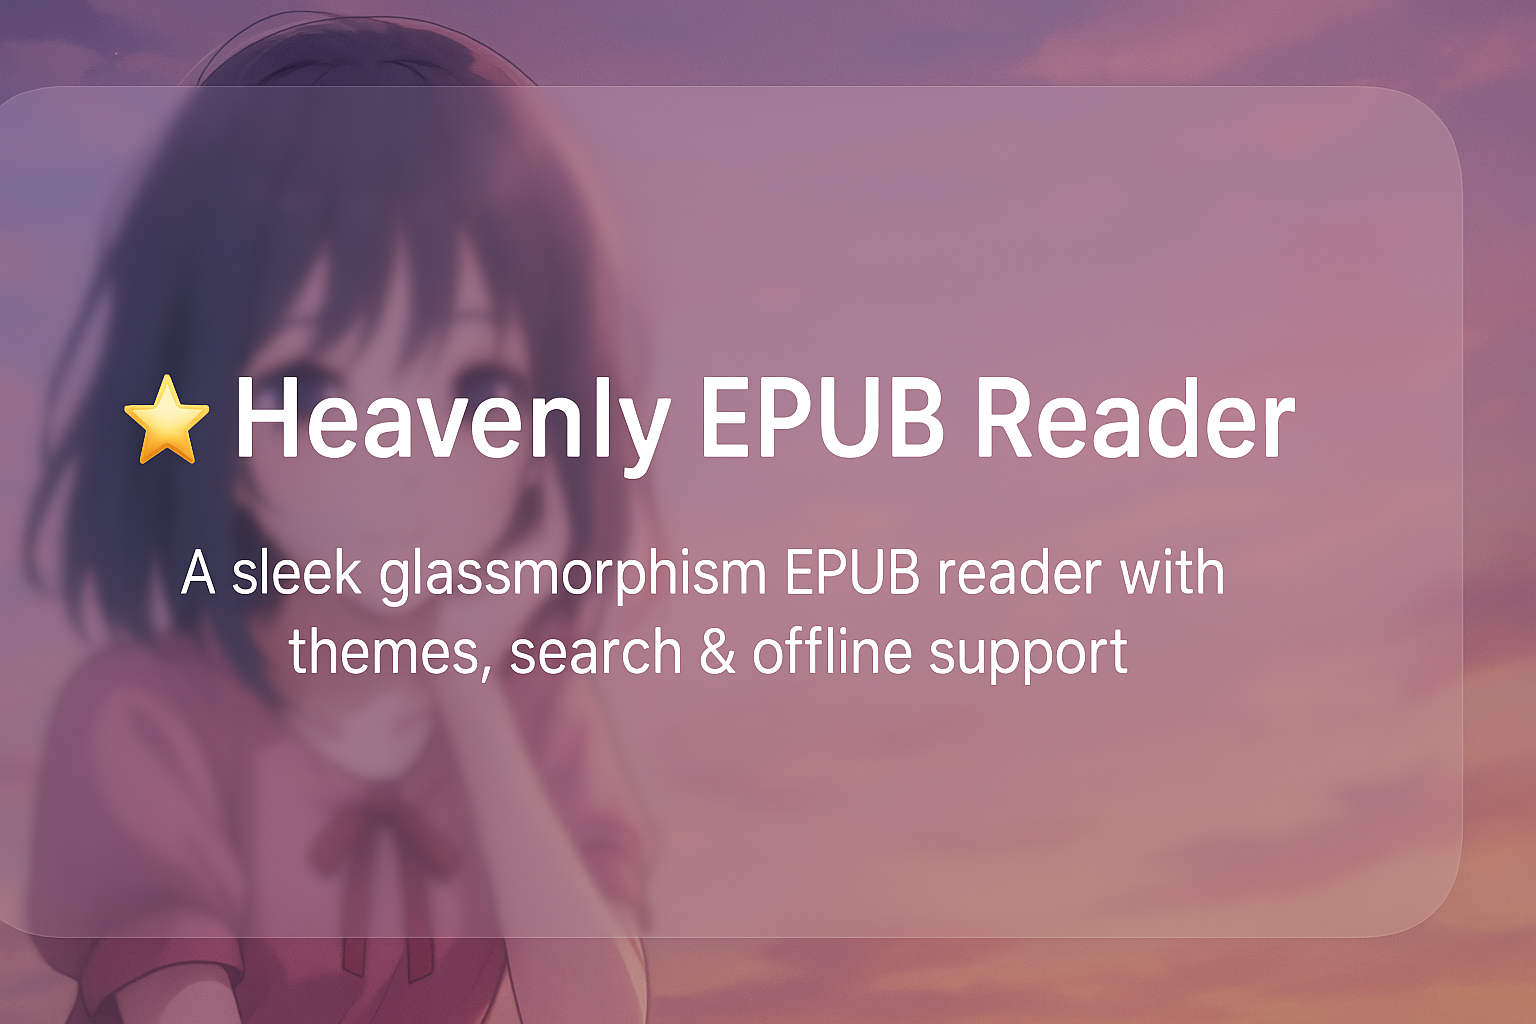 ⭐ Heavenly EPUB Reader
A sleek glassmorphism EPUB reader with
themes, search & offline support